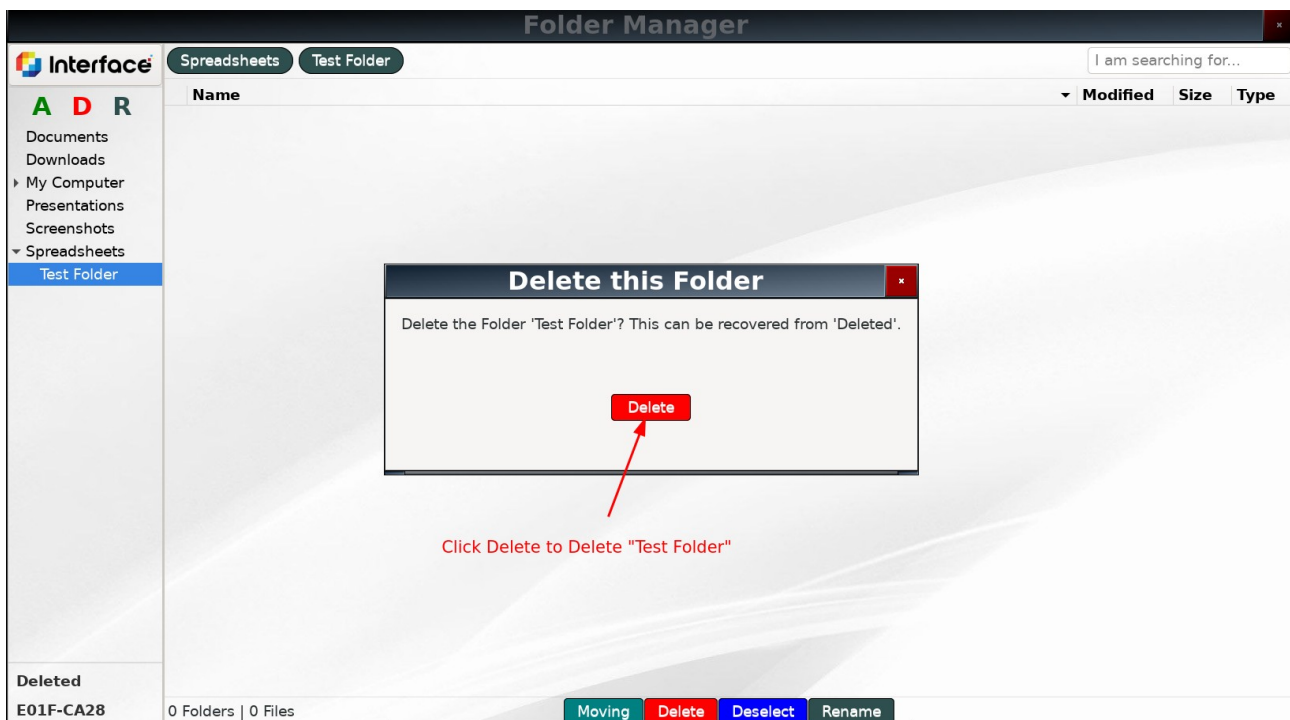 Folder Manager
Interface
Spreadsheets Test Folder I am searching for...
Name Modified Size Type
A D R
Documents
Downloads
My Computer
Presentations
Screenshots
Spreadsheets
Test Folder
Delete this Folder
Delete the Folder 'Test Folder'? This can be recovered from 'Deleted'.
Delete
Click Delete to Delete "Test Folder"
Deleted
E01F-CA28
0 Folders | 0 Files Moving Delete Deselect Rename